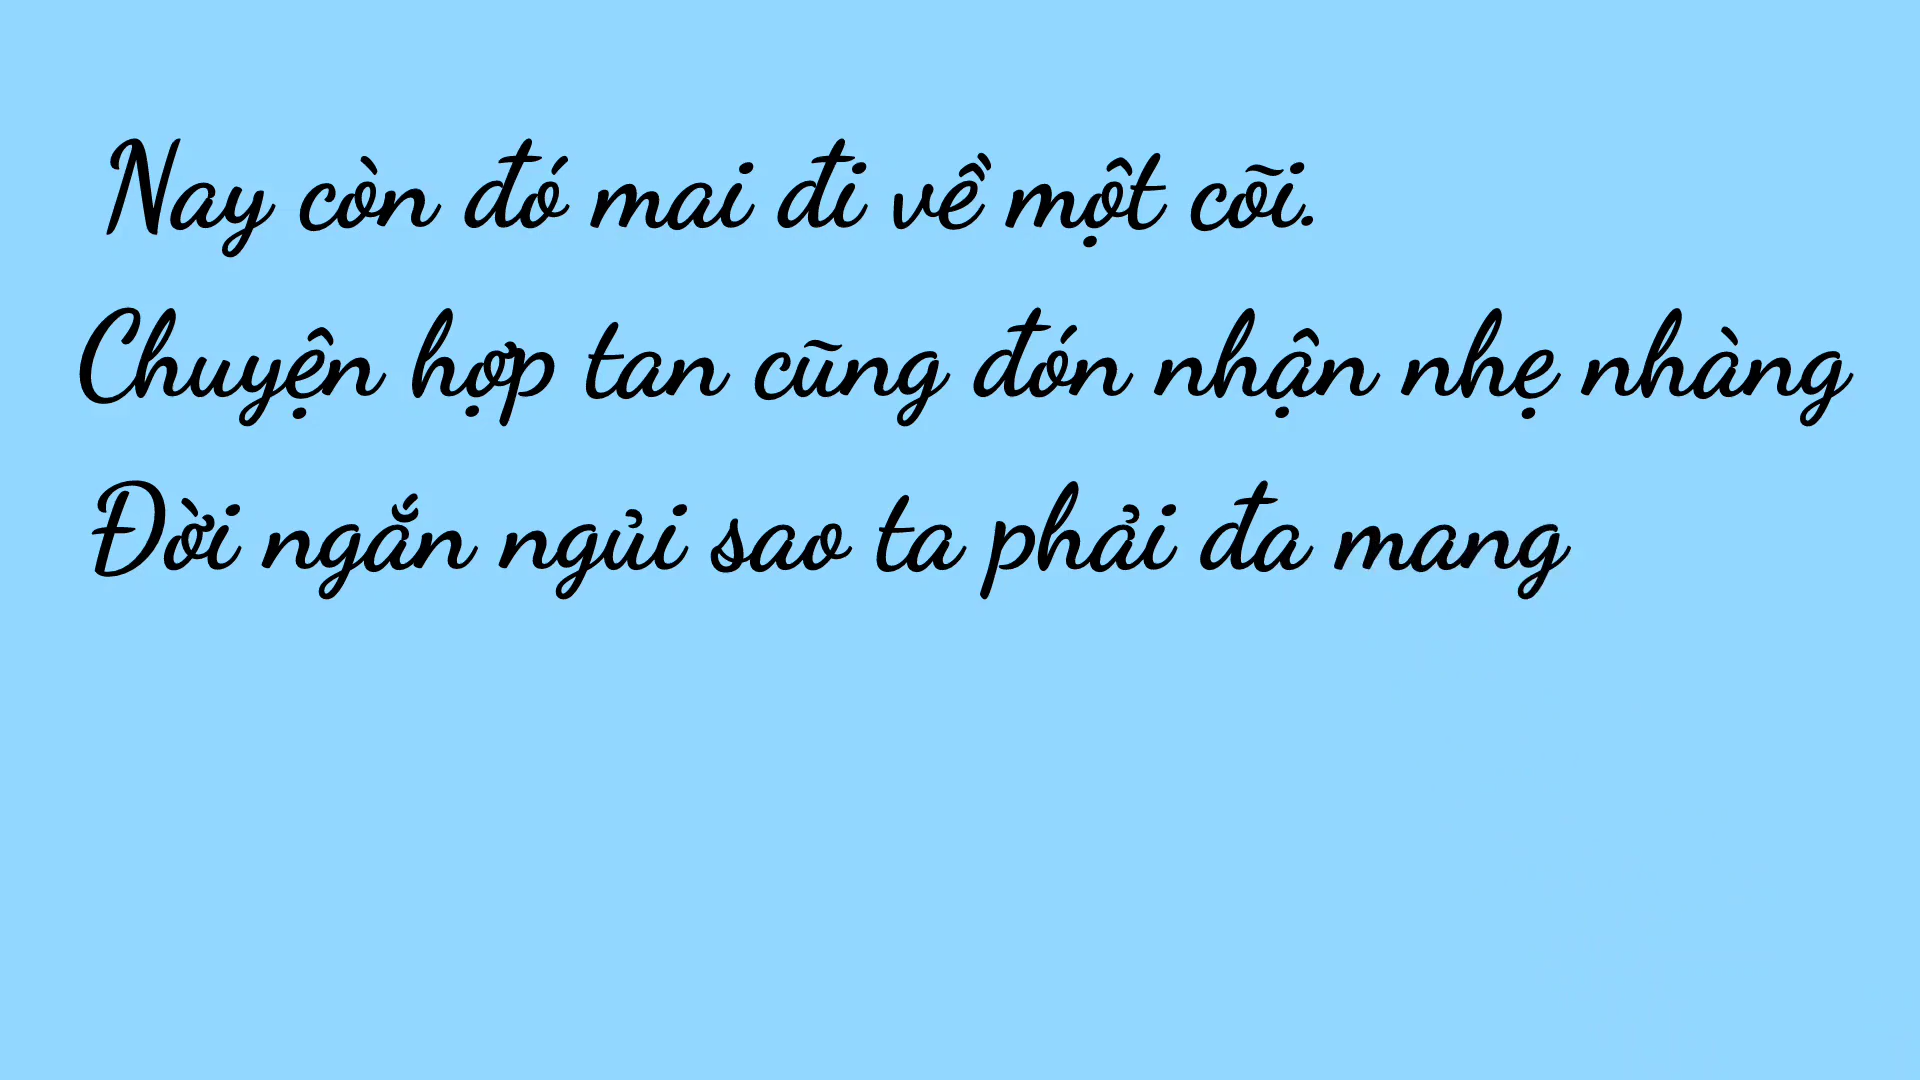 Nay còn đó mai đi về một cõi.
Chuyện hợp tan cũng đón nhận nhẹ nhàng
Đời ngắn ngủi sao ta phải đa mang